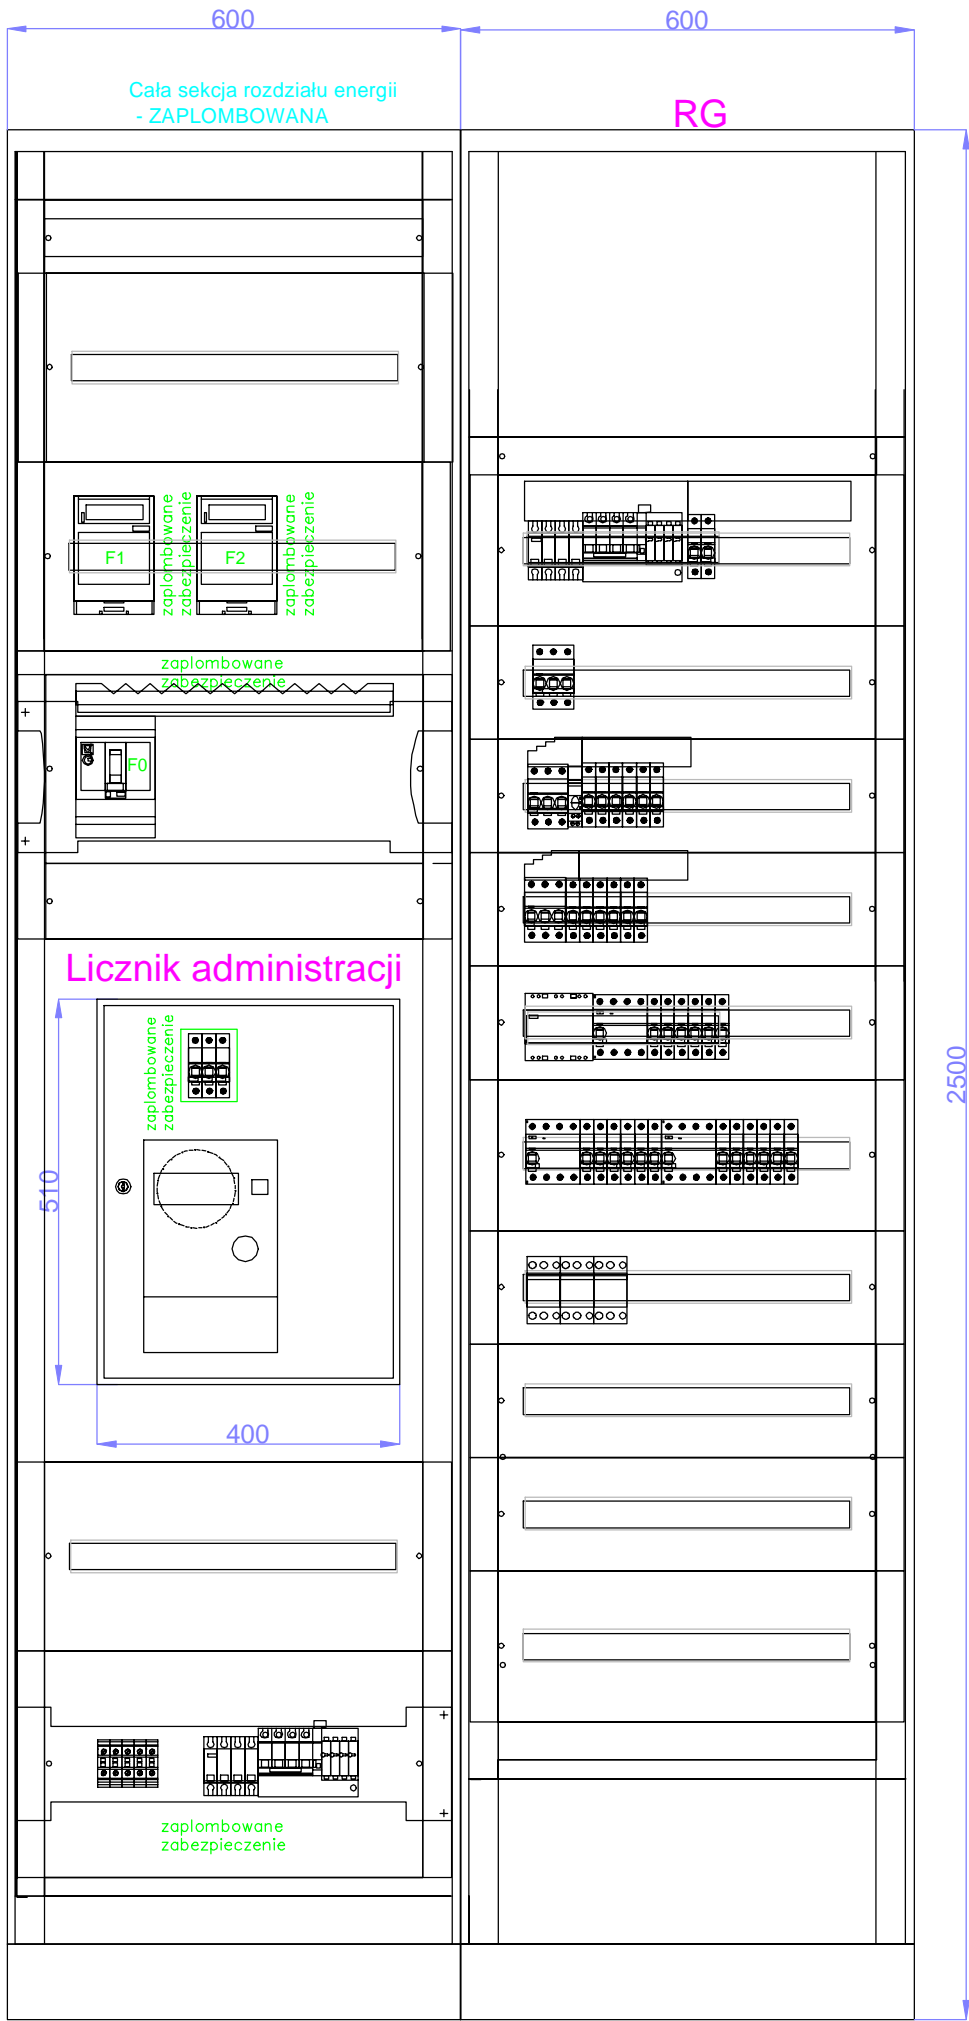 600
600
Cała sekcja rozdziału energii
- ZAPLOMBOWANA
RG
F1
zaplombowane
zabezpieczenie
F2
zaplombowane
zabezpieczenie
zaplombowane
zabezpieczenie
F0
Licznik administracji
zaplombowane
zabezpieczenie
510
400
2500
zaplombowane
zabezpieczenie